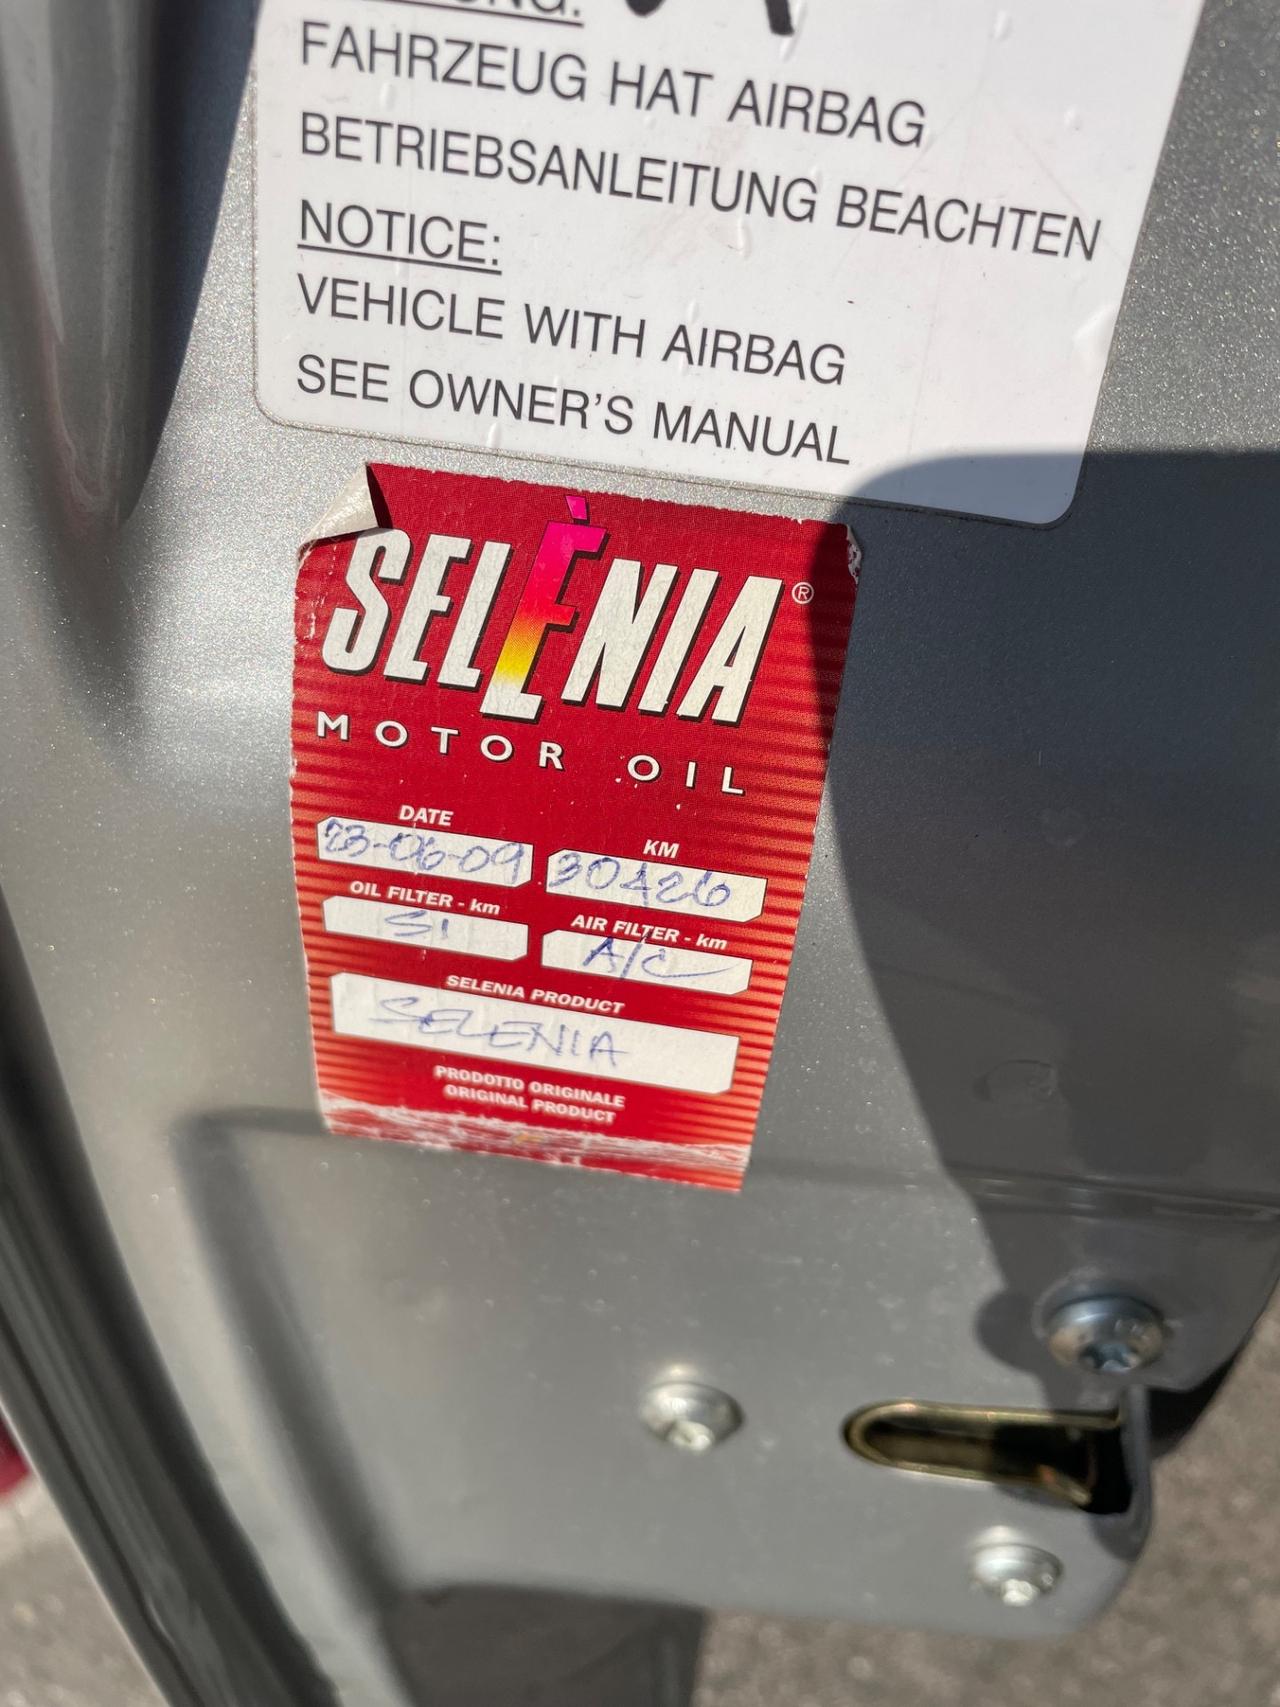 FAHRZEUG HAT AIRBAG
BETRIEBSANLEITUNG BEACHTEN
NOTICE:
VEHICLE WITH AIRBAG
SEE OWNER'S MANUAL
SELÈNIA®
MOTOR OIL
DATE KM
23-06-09 30426
OIL FILTER - km AIR FILTER - km
SI A/C
SELENIA PRODUCT
SELENIA
PRODOTTO ORIGINALE
ORIGINAL PRODUCT